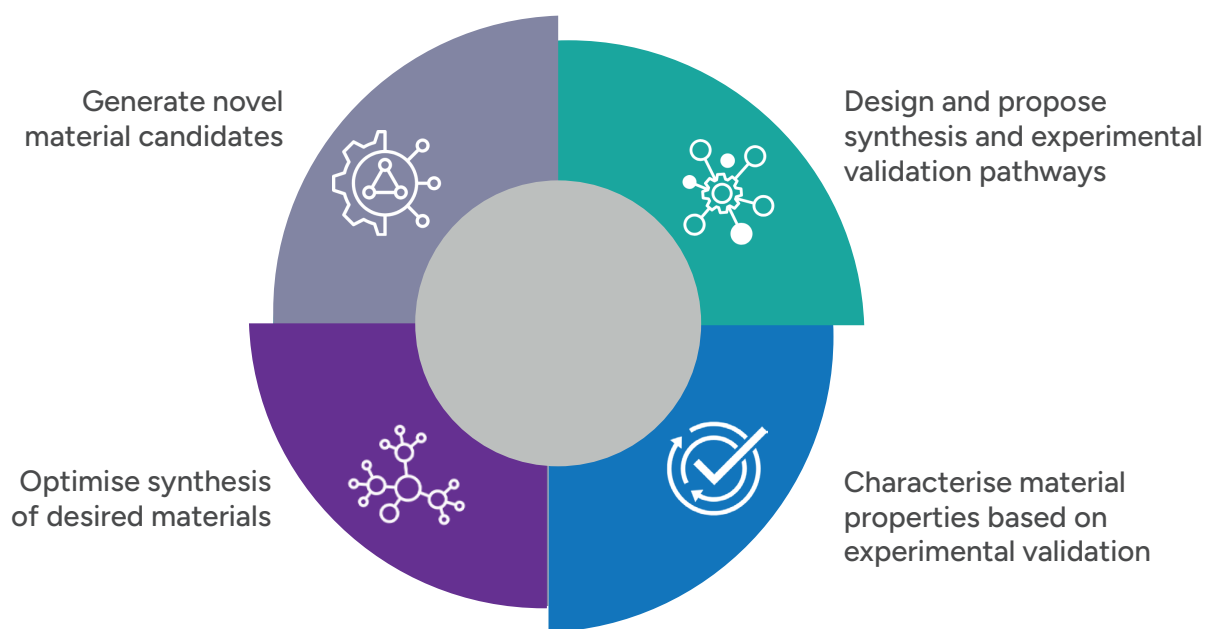 Generate novel
material candidates
Design and propose
synthesis and experimental
validation pathways
Optimise synthesis
of desired materials
Characterise material
properties based on
experimental validation